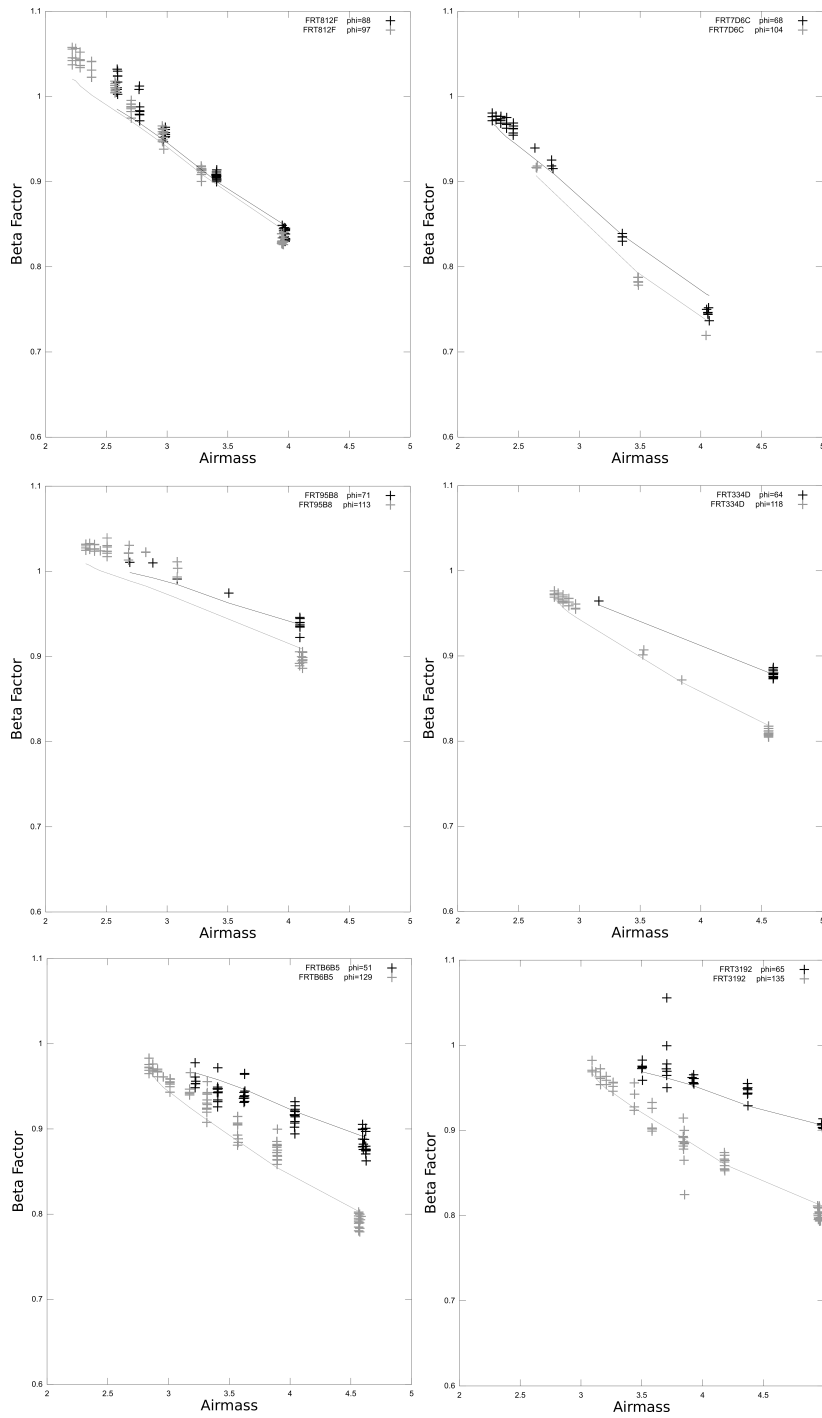 FRT812F phi=88
FRT812F phi=97
1.1
1
0.9
0.8
0.7
0.6
Beta Factor
2 2.5 3 3.5 4 4.5 5
Airmass
FRT7D6C phi=68
FRT7D6C phi=104
1.1
1
0.9
0.8
0.7
0.6
Beta Factor
2 2.5 3 3.5 4 4.5 5
Airmass
FRT95B8 phi=71
FRT95B8 phi=113
1.1
1
0.9
0.8
0.7
0.6
Beta Factor
2 2.5 3 3.5 4 4.5 5
Airmass
FRT334D phi=64
FRT334D phi=118
1.1
1
0.9
0.8
0.7
0.6
Beta Factor
2 2.5 3 3.5 4 4.5 5
Airmass
FRTB6B5 phi=51
FRTB6B5 phi=129
1.1
1
0.9
0.8
0.7
0.6
Beta Factor
2 2.5 3 3.5 4 4.5 5
Airmass
FRT3192 phi=65
FRT3192 phi=135
1.1
1
0.9
0.8
0.7
0.6
Beta Factor
2 2.5 3 3.5 4 4.5 5
Airmass